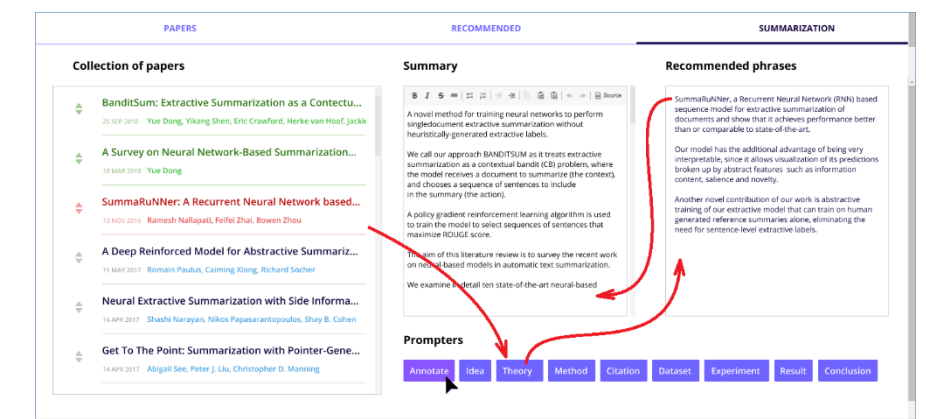 PAPERS
RECOMMENDED
SUMMARIZATION
Collection of papers
BanditSum: Extractive Summarization as a Contectu...
25 SEP 2018 Yue Dong, Yikang Shen, Eric Crawford, Herke van Hoof, Jackie
A Survey on Neural Network-Based Summarization...
19 MAR 2018 Yue Dong
SummaRuNNer: A Recurrent Neural Network based...
13 NOV 2016 Ramesh Nallapati, Feifei Zhai, Bowen Zhou
A Deep Reinforced Model for Abstractive Summariz...
11 MAY 2017 Romain Paulus, Caiming Xiong, Richard Socher
Neural Extractive Summarization with Side Informa...
14 APR 2017 Shashi Narayan, Nikos Papasarantopoulos, Shay B. Cohen
Get To The Point: Summarization with Pointer-Gene...
14 APR 2017 Abigail See, Peter J. Liu, Christopher D. Manning
Summary
B I S Source
A novel method for training neural networks to perform
singledocument extractive summarization without
heuristically-generated extractive labels.
We call our approach BANDITSUM as it treats extractive
summarization as a contextual bandit (CB) problem, where
the model receives a document to summarize (the context),
and chooses a sequence of sentences to include
in the summary (the action).
A policy gradient reinforcement learning algorithm is used
to train the model to select sequences of sentences that
maximize ROUGE score.
The aim of this literature review is to survey the recent work
on neural-based models in automatic text summarization.
We examine in detail ten state-of-the-art neural-based
Recommended phrases
SummaRuNNer, a Recurrent Neural Network (RNN) based
sequence model for extractive summarization of
documents and show that it achieves performance better
than or comparable to state-of-the-art.
Our model has the additional advantage of being very
interpretable, since it allows visualization of its predictions
broken up by abstract features such as information
content, salience and novelty.
Another novel contribution of our work is abstractive
training of our extractive model that can train on human
generated reference summaries alone, eliminating the
need for sentence-level extractive labels.
Prompters
Annotate Idea Theory Method Citation Dataset Experiment Result Conclusion